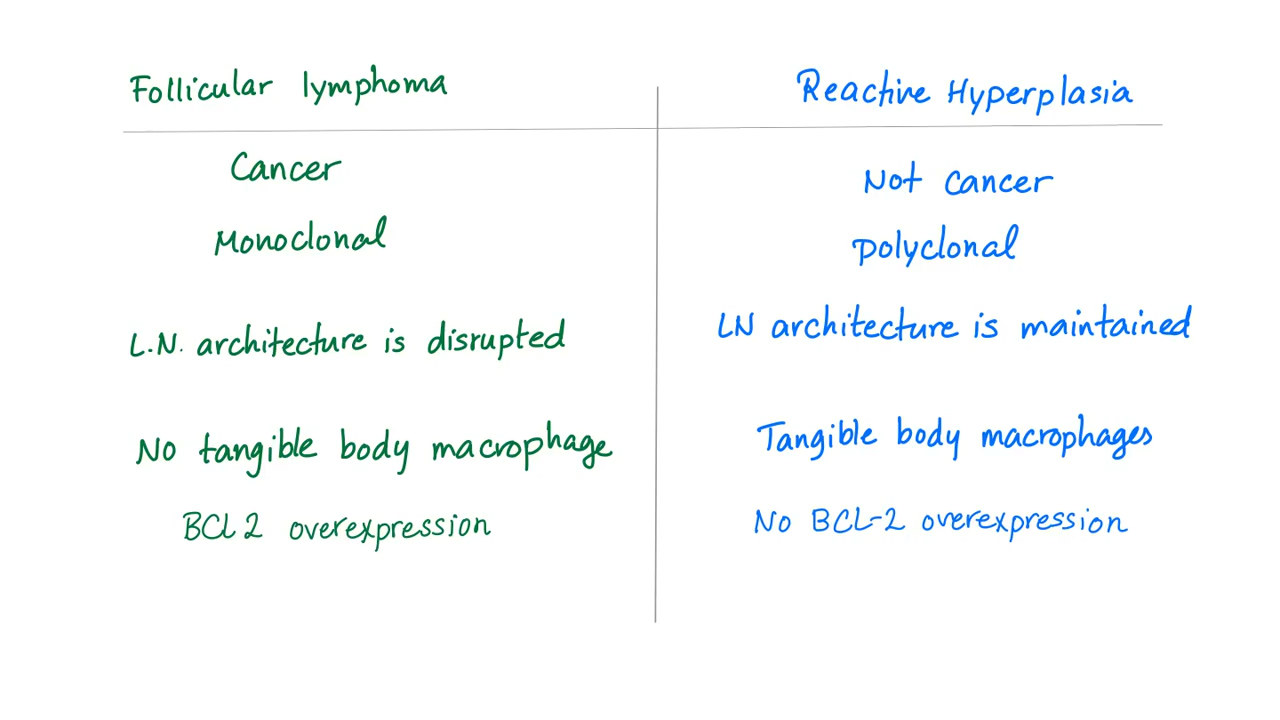 Follicular lymphoma
Reactive Hyperplasia
Cancer
Not cancer
Monoclonal
polyclonal
L.N. architecture is disrupted
LN architecture is maintained
No tangible body macrophage
Tangible body macrophages
BCL2 overexpression
No BCL-2 overexpression